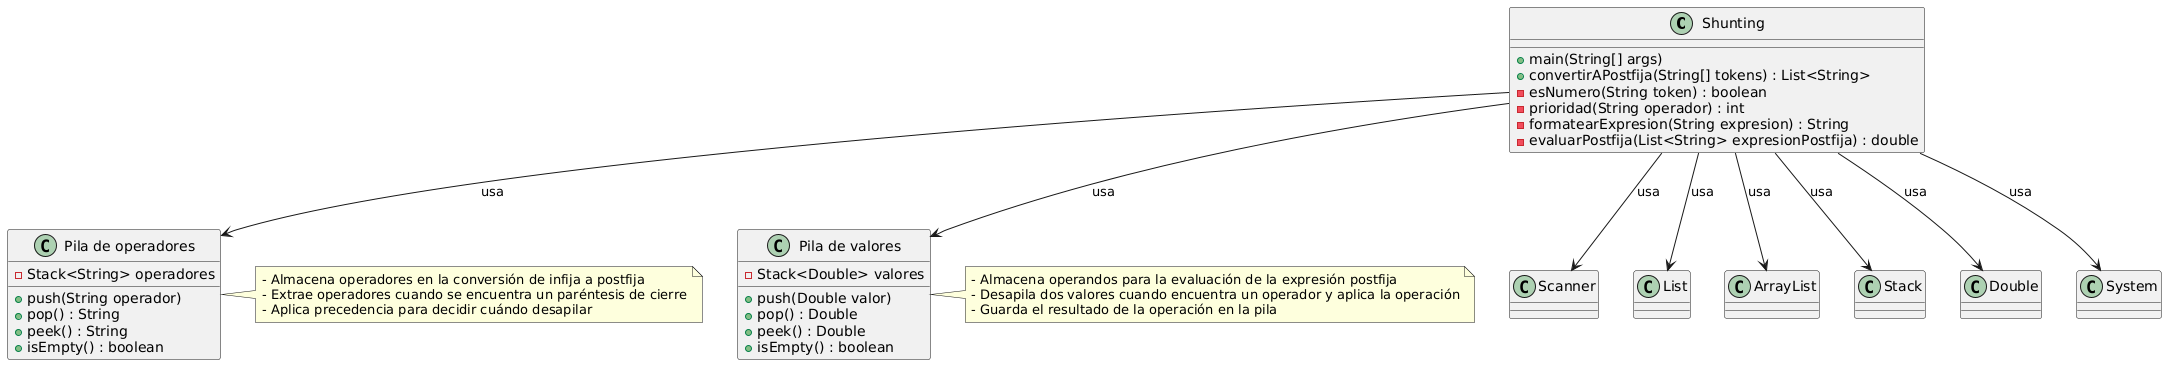 Shunting
main(String[] args)
convertirAPostfija(String[] tokens) : List<String>
esNumero(String token) : boolean
prioridad(String operador) : int
formatearExpresion(String expresion) : String
evaluarPostfija(List<String> expresionPostfija) : double
usa
usa
usa
usa
usa
usa
usa
usa
Pila de operadores
Stack<String> operadores
push(String operador)
pop() : String
peek() : String
isEmpty() : boolean
- Almacena operadores en la conversión de infija a postfija
- Extrae operadores cuando se encuentra un paréntesis de cierre
- Aplica precedencia para decidir cuándo desapilar
Pila de valores
Stack<Double> valores
push(Double valor)
pop() : Double
peek() : Double
isEmpty() : boolean
- Almacena operandos para la evaluación de la expresión postfija
- Desapila dos valores cuando encuentra un operador y aplica la operación
- Guarda el resultado de la operación en la pila
Scanner
List
ArrayList
Stack
Double
System